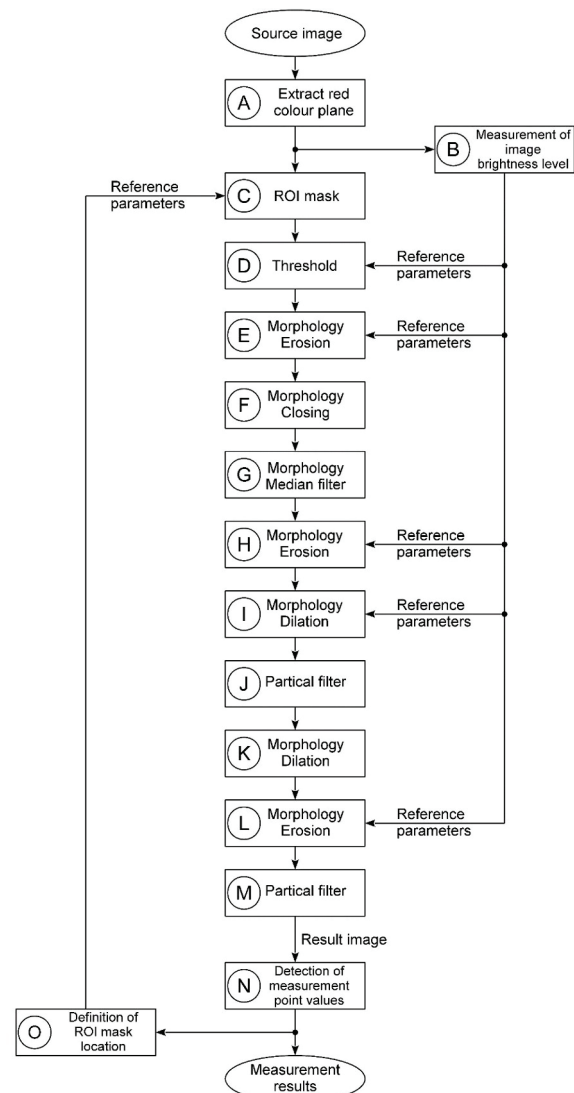 Source image
A
Extract red
colour plane
B
Measurement of
image
brightness level
Reference
parameters
C
ROI mask
D
Threshold
Reference
parameters
E
Morphology
Erosion
Reference
parameters
F
Morphology
Closing
G
Morphology
Median filter
H
Morphology
Erosion
Reference
parameters
I
Morphology
Dilation
Reference
parameters
J
Partical filter
K
Morphology
Dilation
L
Morphology
Erosion
Reference
parameters
M
Partical filter
Result image
N
Detection of
measurement
point values
O
Definition of
ROI mask
location
Measurement
results